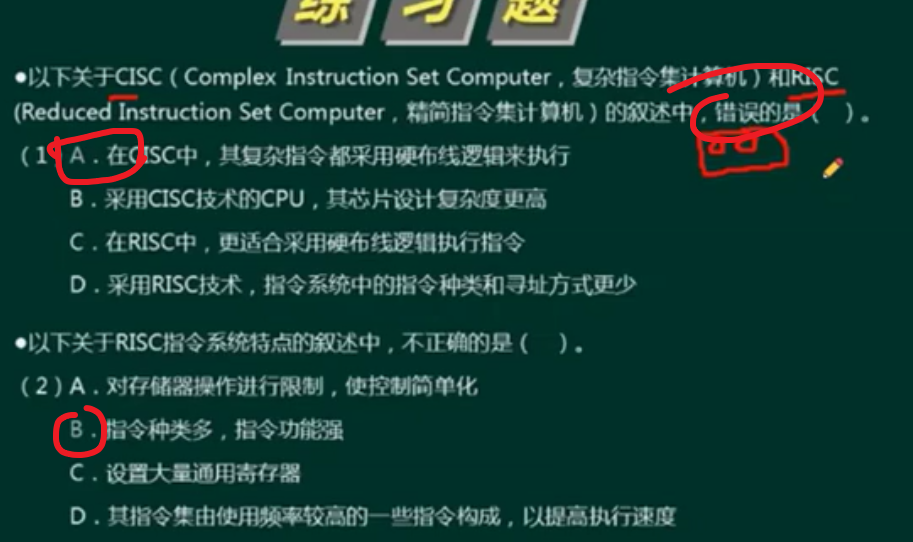 练习题
●以下关于CISC（Complex Instruction Set Computer，复杂指令集计算机）和RISC
(Reduced Instruction Set Computer，精简指令集计算机）的叙述中，错误的是（ ）。
（1）A．在CISC中，其复杂指令都采用硬布线逻辑来执行
B．采用CISC技术的CPU，其芯片设计复杂度更高
C．在RISC中，更适合采用硬布线逻辑执行指令
D．采用RISC技术，指令系统中的指令种类和寻址方式更少
●以下关于RISC指令系统特点的叙述中，不正确的是（ ）。
（2）A．对存储器操作进行限制，使控制简单化
B．指令种类多，指令功能强
C．设置大量通用寄存器
D．其指令集由使用频率较高的一些指令构成，以提高执行速度